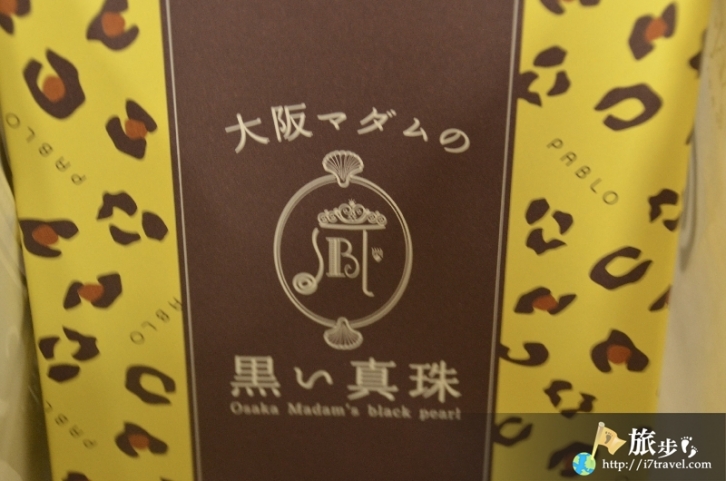 大阪マダムの
SBT
黒い真珠
Osaka Madam's black pearl
PABLO
PABLO
PABLO
PABLO
旅步
http://i7travel.com